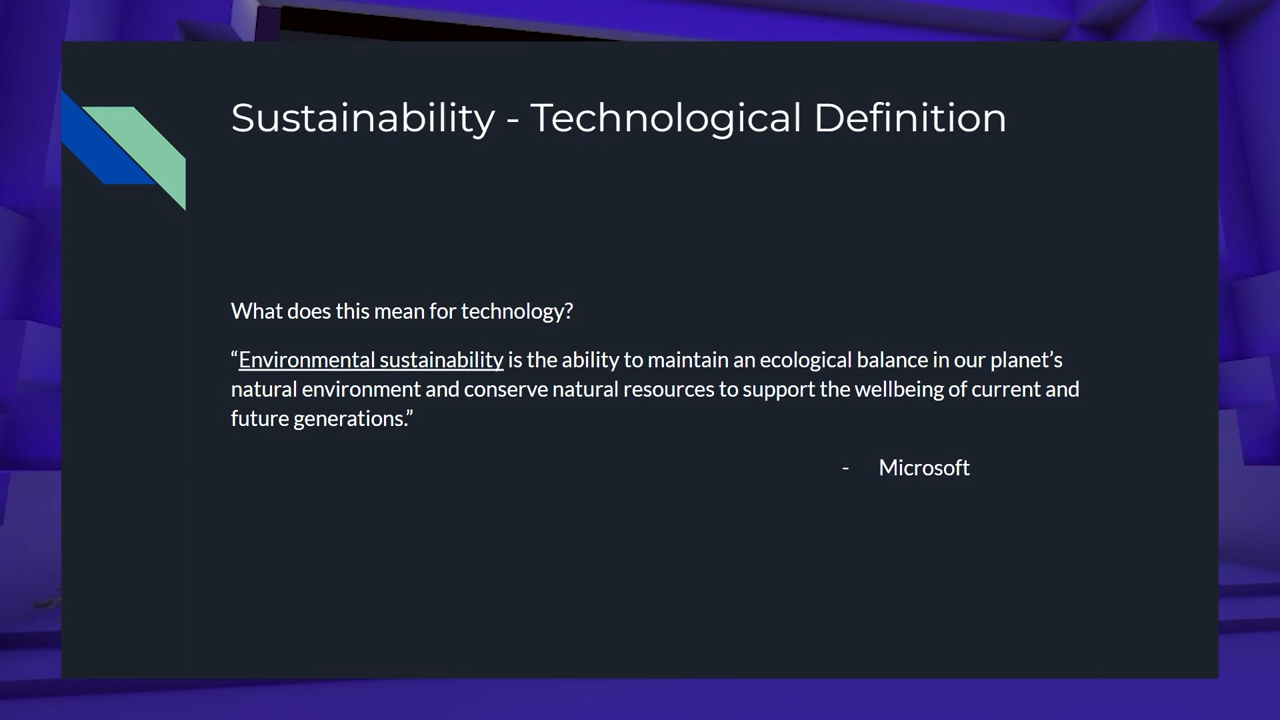 Sustainability - Technological Definition
What does this mean for technology?
“Environmental sustainability is the ability to maintain an ecological balance in our planet’s
natural environment and conserve natural resources to support the wellbeing of current and
future generations.”
- Microsoft